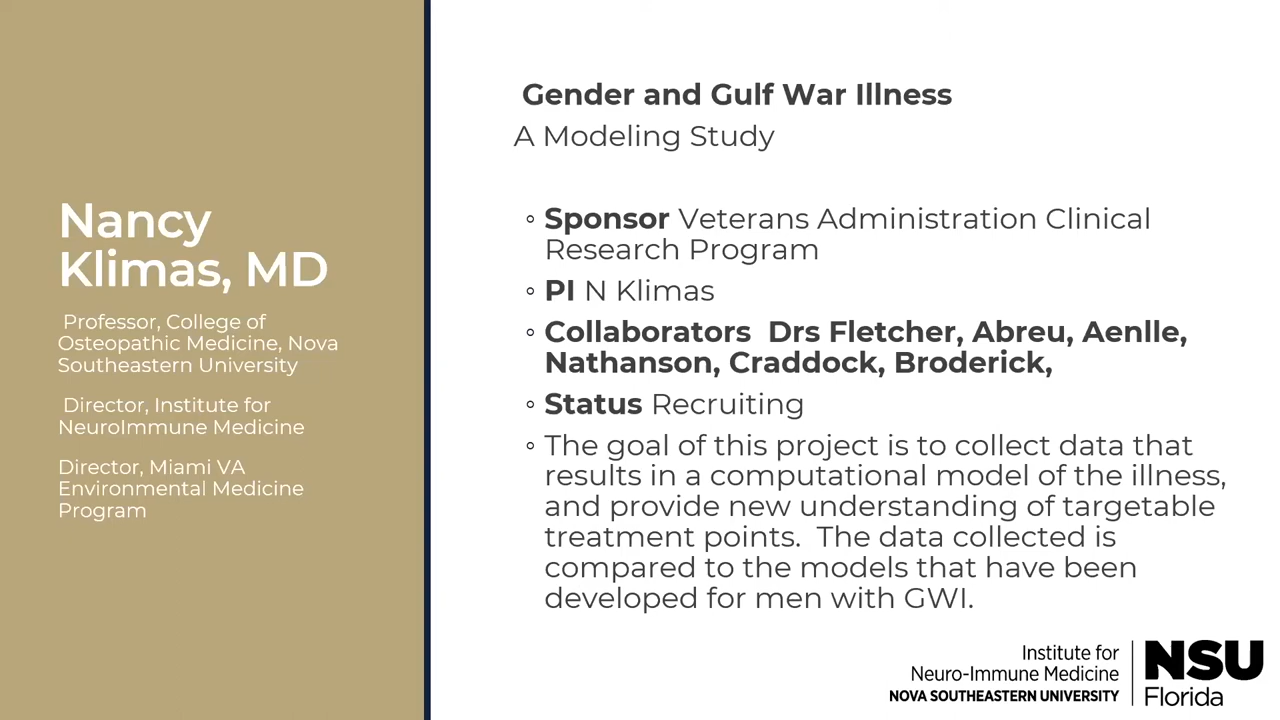 Nancy
Klimas, MD
Professor, College of
Osteopathic Medicine, Nova
Southeastern University
Director, Institute for
NeuroImmune Medicine
Director, Miami VA
Environmental Medicine
Program
Gender and Gulf War Illness
A Modeling Study
◦ Sponsor Veterans Administration Clinical
Research Program
◦ PI N Klimas
◦ Collaborators  Drs Fletcher, Abreu, Aenlle,
Nathanson, Craddock, Broderick,
◦ Status Recruiting
◦ The goal of this project is to collect data that
results in a computational model of the illness,
and provide new understanding of targetable
treatment points.  The data collected is
compared to the models that have been
developed for men with GWI.
Institute for
Neuro-Immune Medicine
NOVA SOUTHEASTERN UNIVERSITY
NSU
Florida